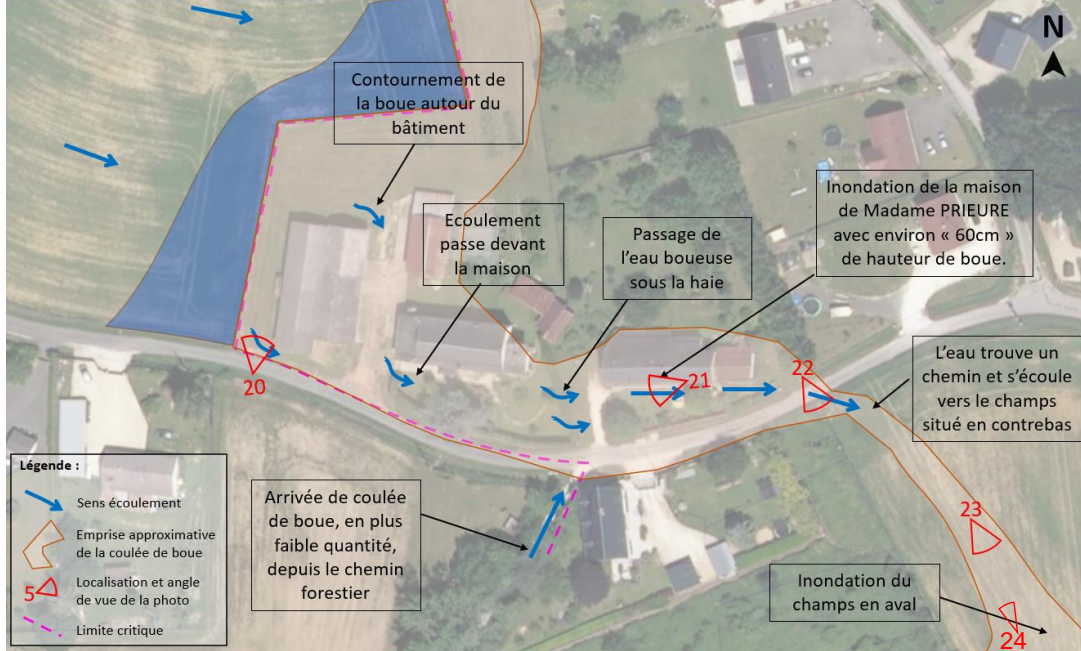 N
Contournement de
la boue autour du
bâtiment
Ecoulement
passe devant
la maison
Passage de
l'eau boueuse
sous la haie
Inondation de la maison
de Madame PRIEURE
avec environ « 60cm »
de hauteur de boue.
20
21
22
L'eau trouve un
chemin et s'écoule
vers le champs
situé en contrebas
Légende :
Sens écoulement
Emprise approximative
de la coulée de boue
5
Localisation et angle
de vue de la photo
Limite critique
Arrivée de coulée
de boue, en plus
faible quantité,
depuis le chemin
forestier
23
Inondation du
champs en aval
24